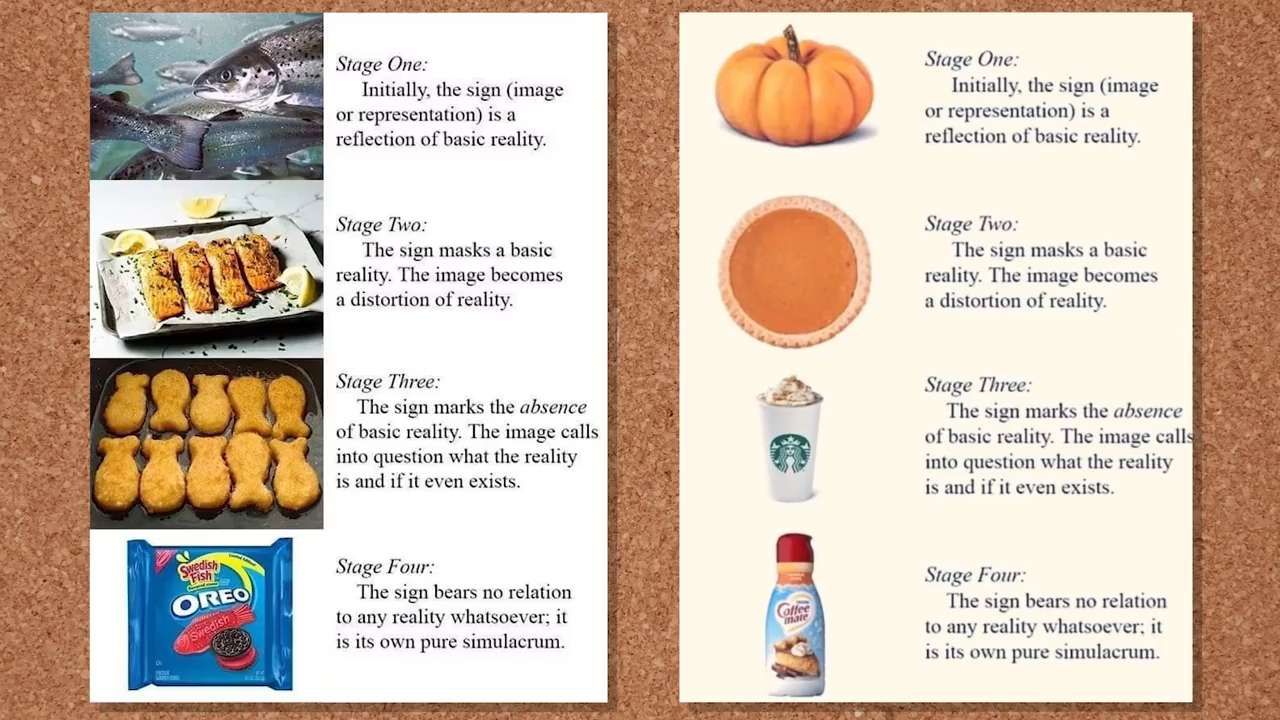 Stage One:
Initially, the sign (image
or representation) is a
reflection of basic reality.
Stage Two:
The sign masks a basic
reality. The image becomes
a distortion of reality.
Stage Three:
The sign marks the absence
of basic reality. The image calls
into question what the reality
is and if it even exists.
Swedish
Fish
OREO
Swedish
Stage Four:
The sign bears no relation
to any reality whatsoever; it
is its own pure simulacrum.
Stage One:
Initially, the sign (image
or representation) is a
reflection of basic reality.
Stage Two:
The sign masks a basic
reality. The image becomes
a distortion of reality.
Stage Three:
The sign marks the absence
of basic reality. The image calls
into question what the reality
is and if it even exists.
Coffee
mate
Stage Four:
The sign bears no relation
to any reality whatsoever; it
is its own pure simulacrum.